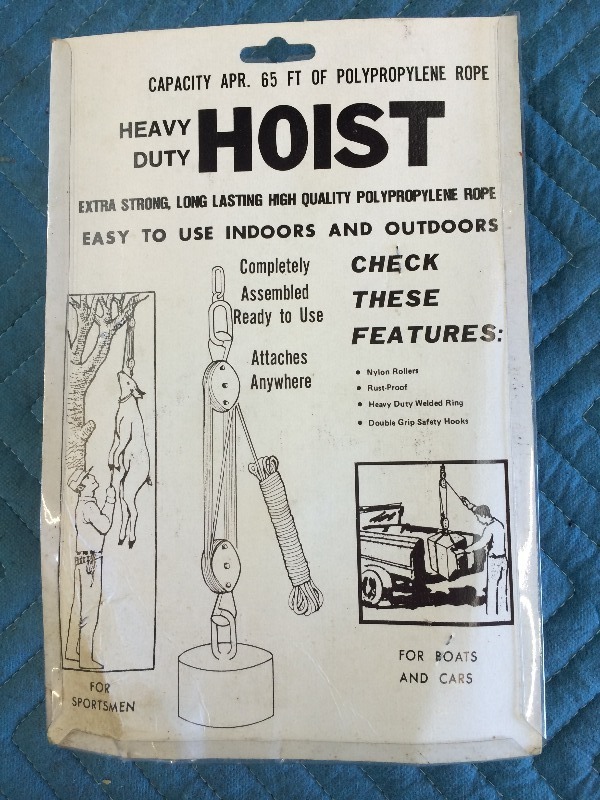 CAPACITY APR. 65 FT OF POLYPROPYLENE ROPE
HEAVY DUTY HOIST
EXTRA STRONG, LONG LASTING HIGH QUALITY POLYPROPYLENE ROPE
EASY TO USE INDOORS AND OUTDOORS
Completely
Assembled
Ready to Use
Attaches
Anywhere
CHECK
THESE
FEATURES:
• Nylon Rollers
• Rust-Proof
• Heavy Duty Welded Ring
• Double Grip Safety Hooks
FOR
SPORTSMEN
FOR BOATS
AND CARS